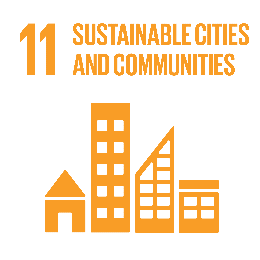 11 SUSTAINABLE CITIES
AND COMMUNITIES